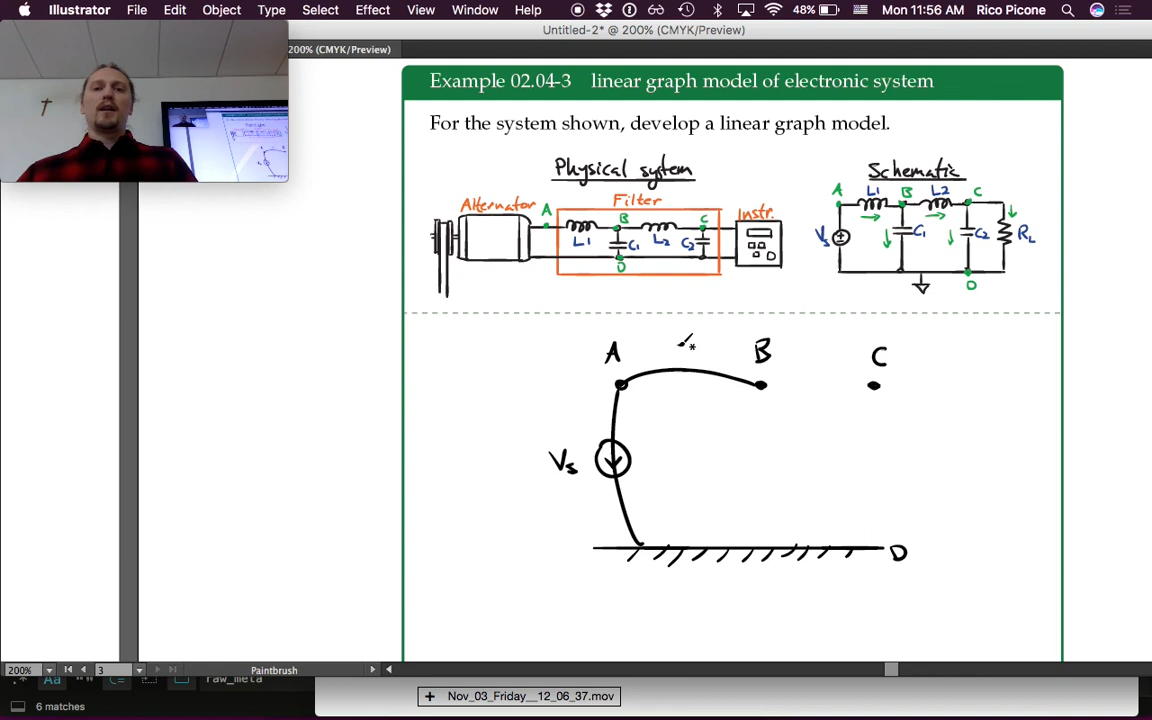 Illustrator File Edit Object Type Select Effect View Window Help 48% Mon 11:56 AM Rico Picone
Untitled-2* @ 200% (CMYK/Preview)
200% (CMYK/Preview)
Example 02.04-3 linear graph model of electronic system
For the system shown, develop a linear graph model.
Physical system
Schematic
Alternator
A
Filter
B
C
Instr.
L1
C1
L2
C2
D
A
L1
B
L2
C
Vs
C1
C2
RL
D
A
B
C
Vs
D
200%
3
Paintbrush
.* Aa "" raw_meta
6 matches
+ Nov_03_Friday__12_06_37.mov